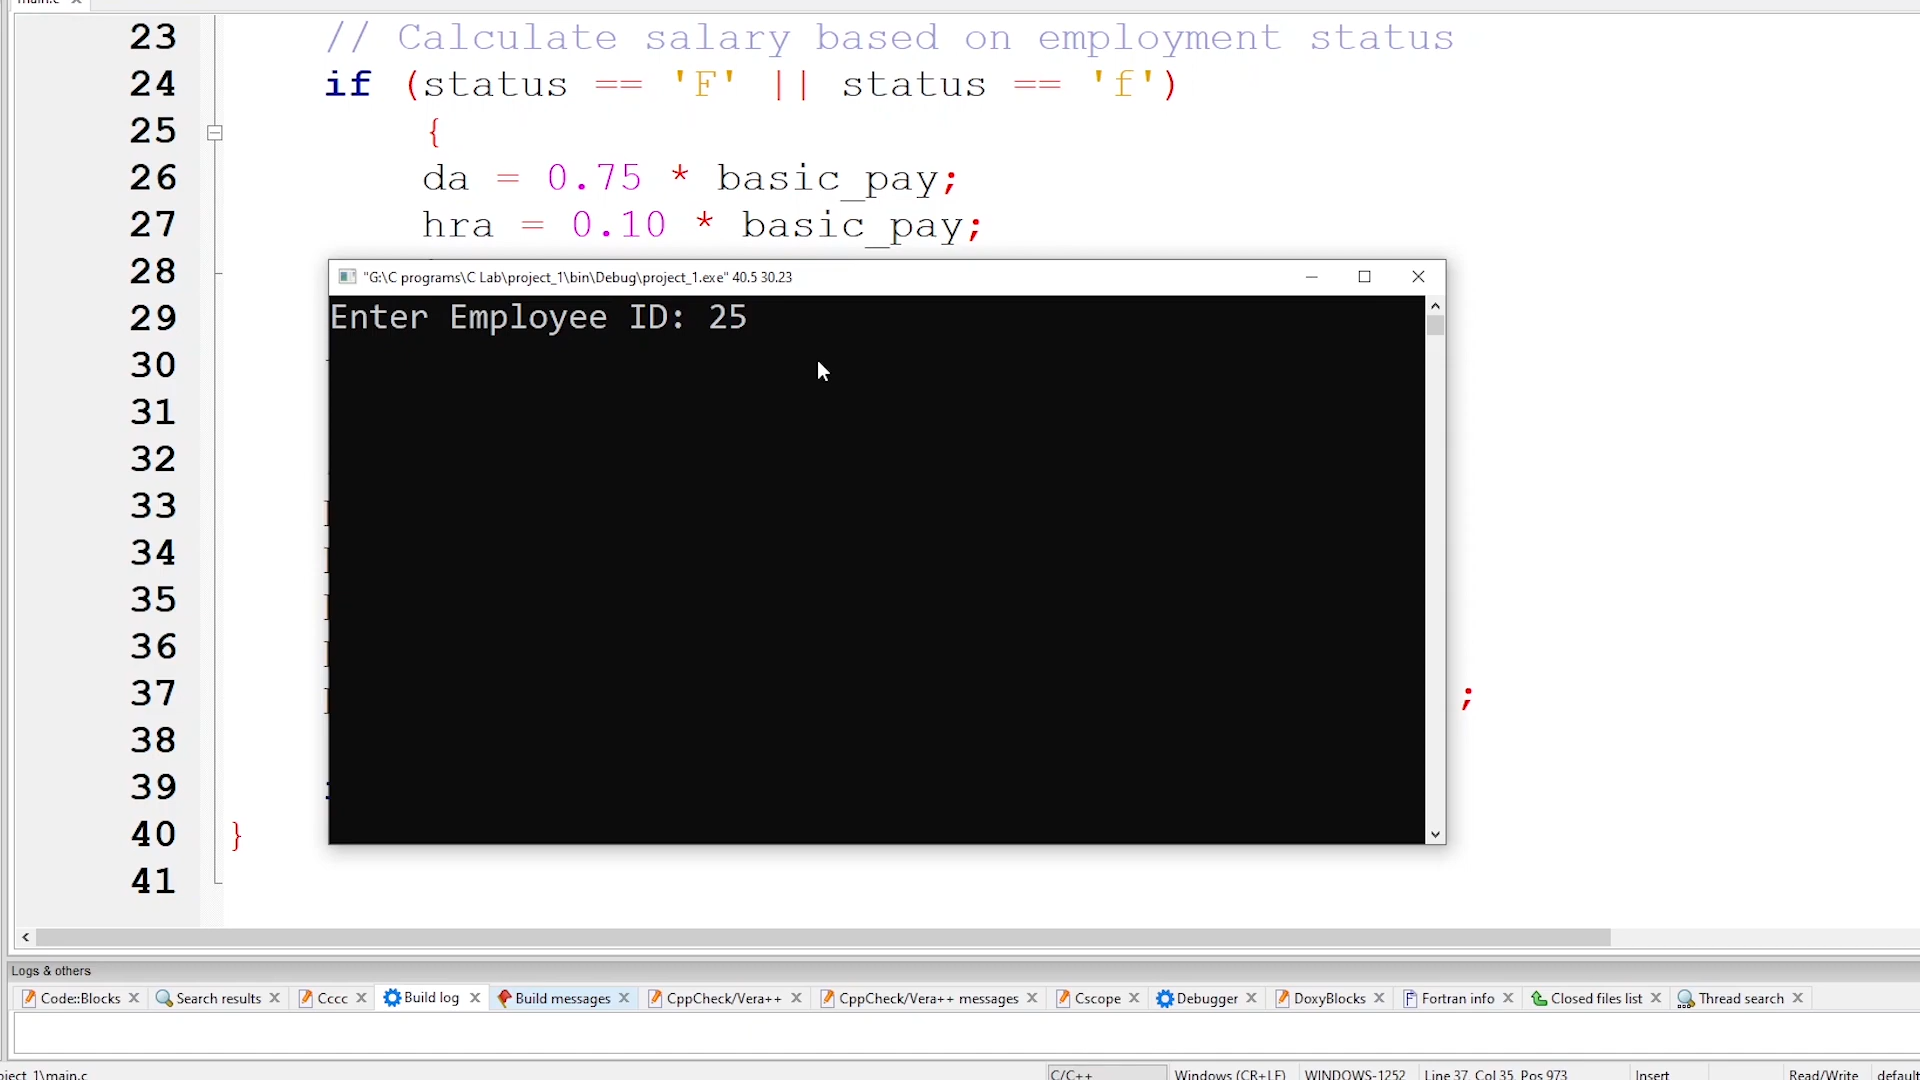 main.c
23 // Calculate salary based on employment status
24 if (status == 'F' || status == 'f')
25 {
26 da = 0.75 * basic_pay;
27 hra = 0.10 * basic_pay;
28
"G:\C programs\C Lab\project_1\bin\Debug\project_1.exe" 40.5 30.23
29
Enter Employee ID: 25
30
31
32
33
34
35
36
37 ;
38
39
40 }
41
Logs & others
Code::Blocks Search results Cccc Build log Build messages CppCheck/Vera++ CppCheck/Vera++ messages Cscope Debugger DoxyBlocks Fortran info Closed files list Thread search
oject_1\main.c C/C++ Windows (CR+LF) WINDOWS-1252 Line 37, Col 35, Pos 973 Insert Read/Write default